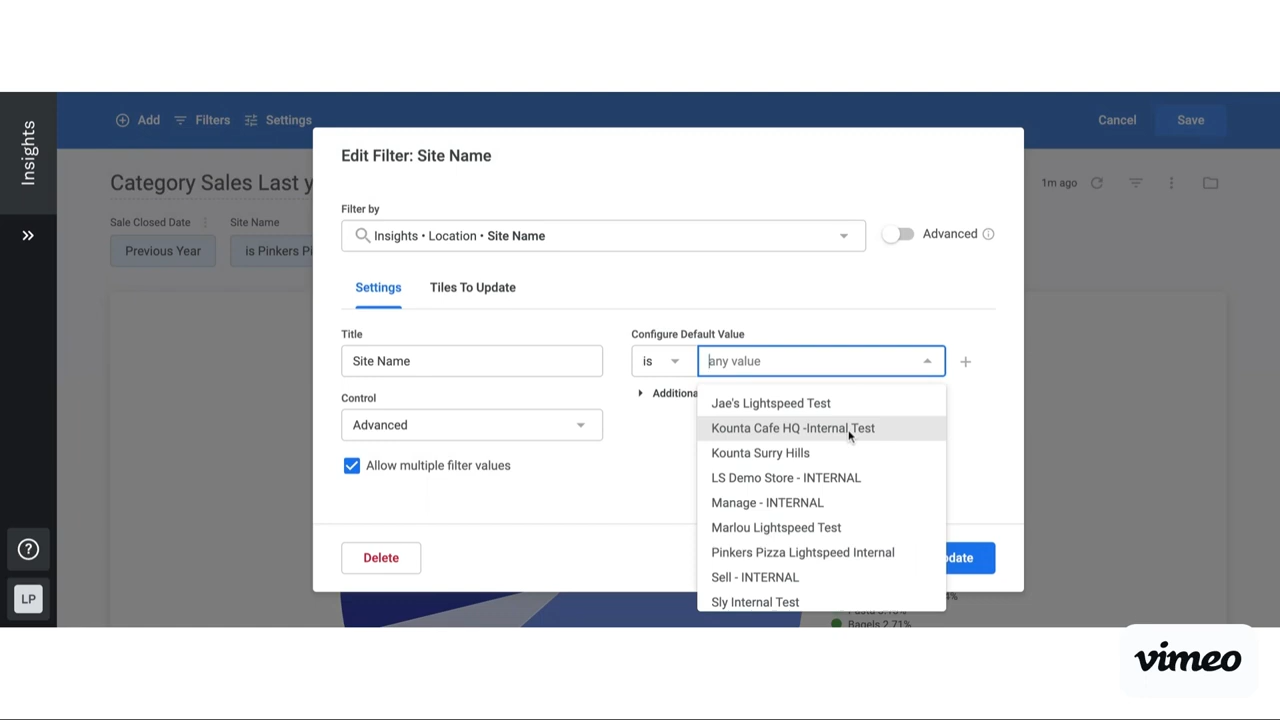 Insights
Add
Filters
Settings
Cancel
Save
Category Sales Last y
1m ago
Sale Closed Date
Site Name
Previous Year
is Pinkers Pi
Edit Filter: Site Name
Filter by
Insights • Location • Site Name
Advanced
Settings
Tiles To Update
Title
Configure Default Value
Site Name
is
any value
Additiona
Control
Advanced
Allow multiple filter values
Jae's Lightspeed Test
Kounta Cafe HQ -Internal Test
Kounta Surry Hills
LS Demo Store - INTERNAL
Manage - INTERNAL
Marlou Lightspeed Test
Pinkers Pizza Lightspeed Internal
Sell - INTERNAL
Sly Internal Test
Delete
date
LP
Bagels 2.71%
vimeo